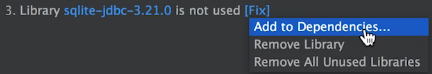 3. Library sqlite-jdbc-3.21.0 is not used [Fix]
Add to Dependencies...
Remove Library
Remove All Unused Libraries